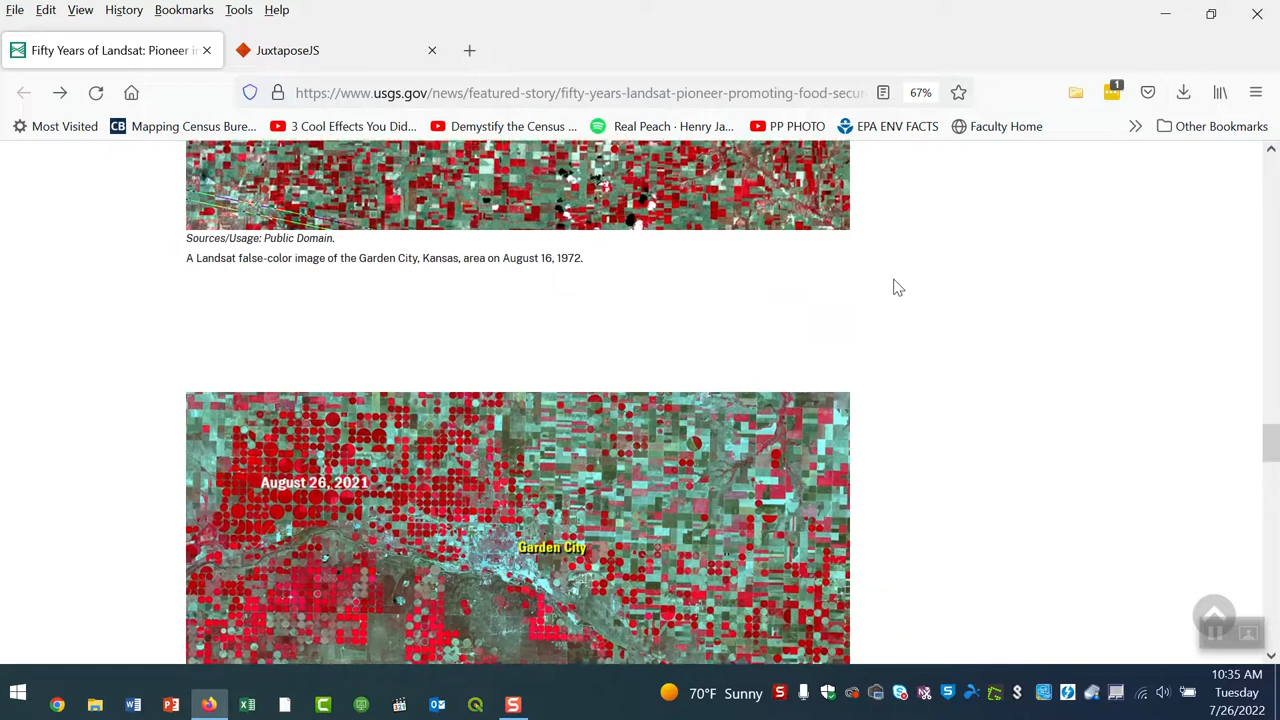 File Edit View History Bookmarks Tools Help
Fifty Years of Landsat: Pioneer in
JuxtaposeJS
https://www.usgs.gov/news/featured-story/fifty-years-landsat-pioneer-promoting-food-secu
67%
1
Most Visited
Mapping Census Bure...
3 Cool Effects You Did...
Demystify the Census ...
Real Peach · Henry Ja...
PP PHOTO
EPA ENV FACTS
Faculty Home
Other Bookmarks
Sources/Usage: Public Domain.
A Landsat false-color image of the Garden City, Kansas, area on August 16, 1972.
August 26, 2021
Garden City
70°F Sunny
10:35 AM
Tuesday
7/26/2022